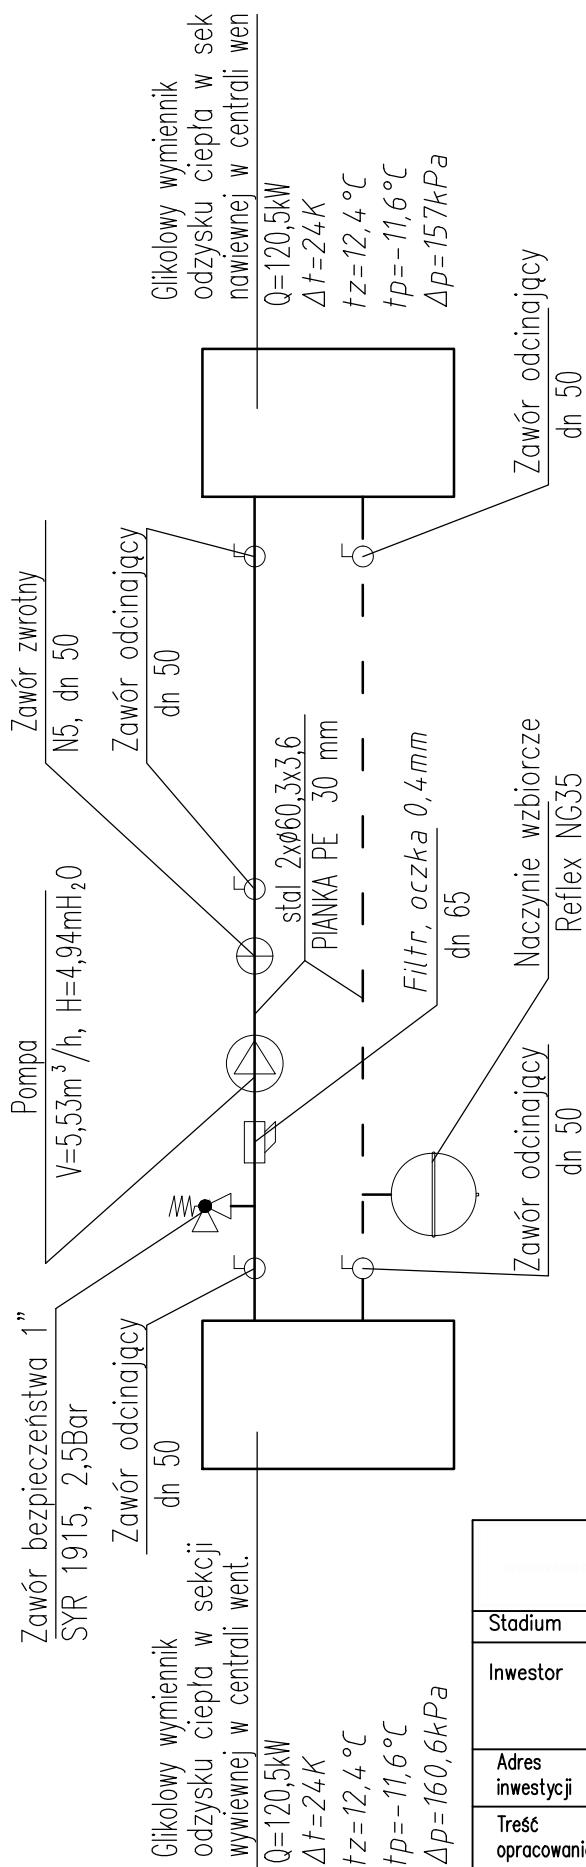 Zawór bezpieczeństwa 1"
SYR 1915, 2,5Bar
Pompa
V=5,53m³/h, H=4,94mH₂O
Zawór zwrotny
N5, dn 50
Zawór odcinający
dn 50
Zawór odcinający
dn 50
Glikolowy wymiennik
odzysku ciepła w sekcji
wywiewnej w centrali went.
Q=120,5kW
Δt=24K
tz=12,4°C
tp=-11,6°C
Δp=160,6kPa
Glikolowy wymiennik
odzysku ciepła w sek
nawiewnej w centrali wen
Q=120,5kW
Δt=24K
tz=12,4°C
tp=-11,6°C
Δp=157kPa
stal 2xø60,3x3,6
PIANKA PE 30 mm
Filtr, oczka 0,4mm
dn 65
Zawór odcinający
dn 50
Naczynie wzbiorcze
Reflex NG35
Zawór odcinający
dn 50
Stadium
Inwestor
Adres
inwestycji
Treść
opracowani